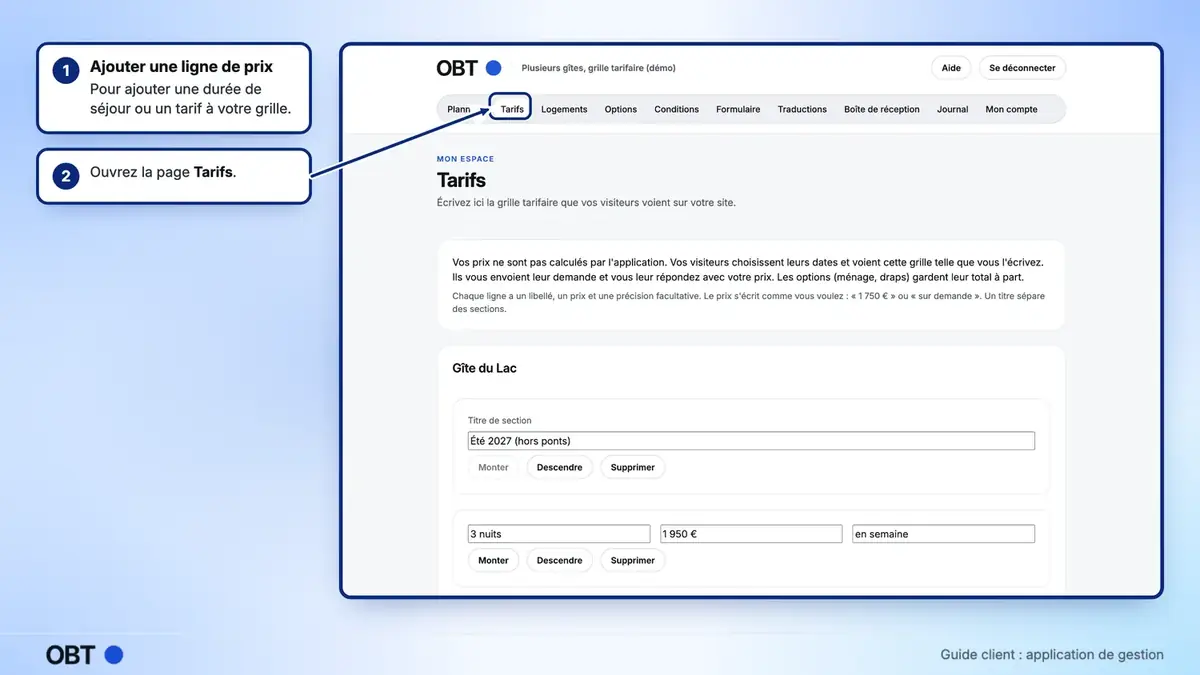 1
Ajouter une ligne de prix
Pour ajouter une durée de
séjour ou un tarif à votre grille.
2
Ouvrez la page Tarifs.
OBT
Plusieurs gîtes, grille tarifaire (démo)
Aide
Se déconnecter
Plann
Tarifs
Logements
Options
Conditions
Formulaire
Traductions
Boîte de réception
Journal
Mon compte
MON ESPACE
Tarifs
Écrivez ici la grille tarifaire que vos visiteurs voient sur votre site.
Vos prix ne sont pas calculés par l'application. Vos visiteurs choisissent leurs dates et voient cette grille telle que vous l'écrivez.
Ils vous envoient leur demande et vous leur répondez avec votre prix. Les options (ménage, draps) gardent leur total à part.
Chaque ligne a un libellé, un prix et une précision facultative. Le prix s'écrit comme vous voulez : « 1 750 € » ou « sur demande ». Un titre sépare
des sections.
Gîte du Lac
Titre de section
Été 2027 (hors ponts)
Monter
Descendre
Supprimer
3 nuits
1 950 €
en semaine
Monter
Descendre
Supprimer
OBT
Guide client : application de gestion